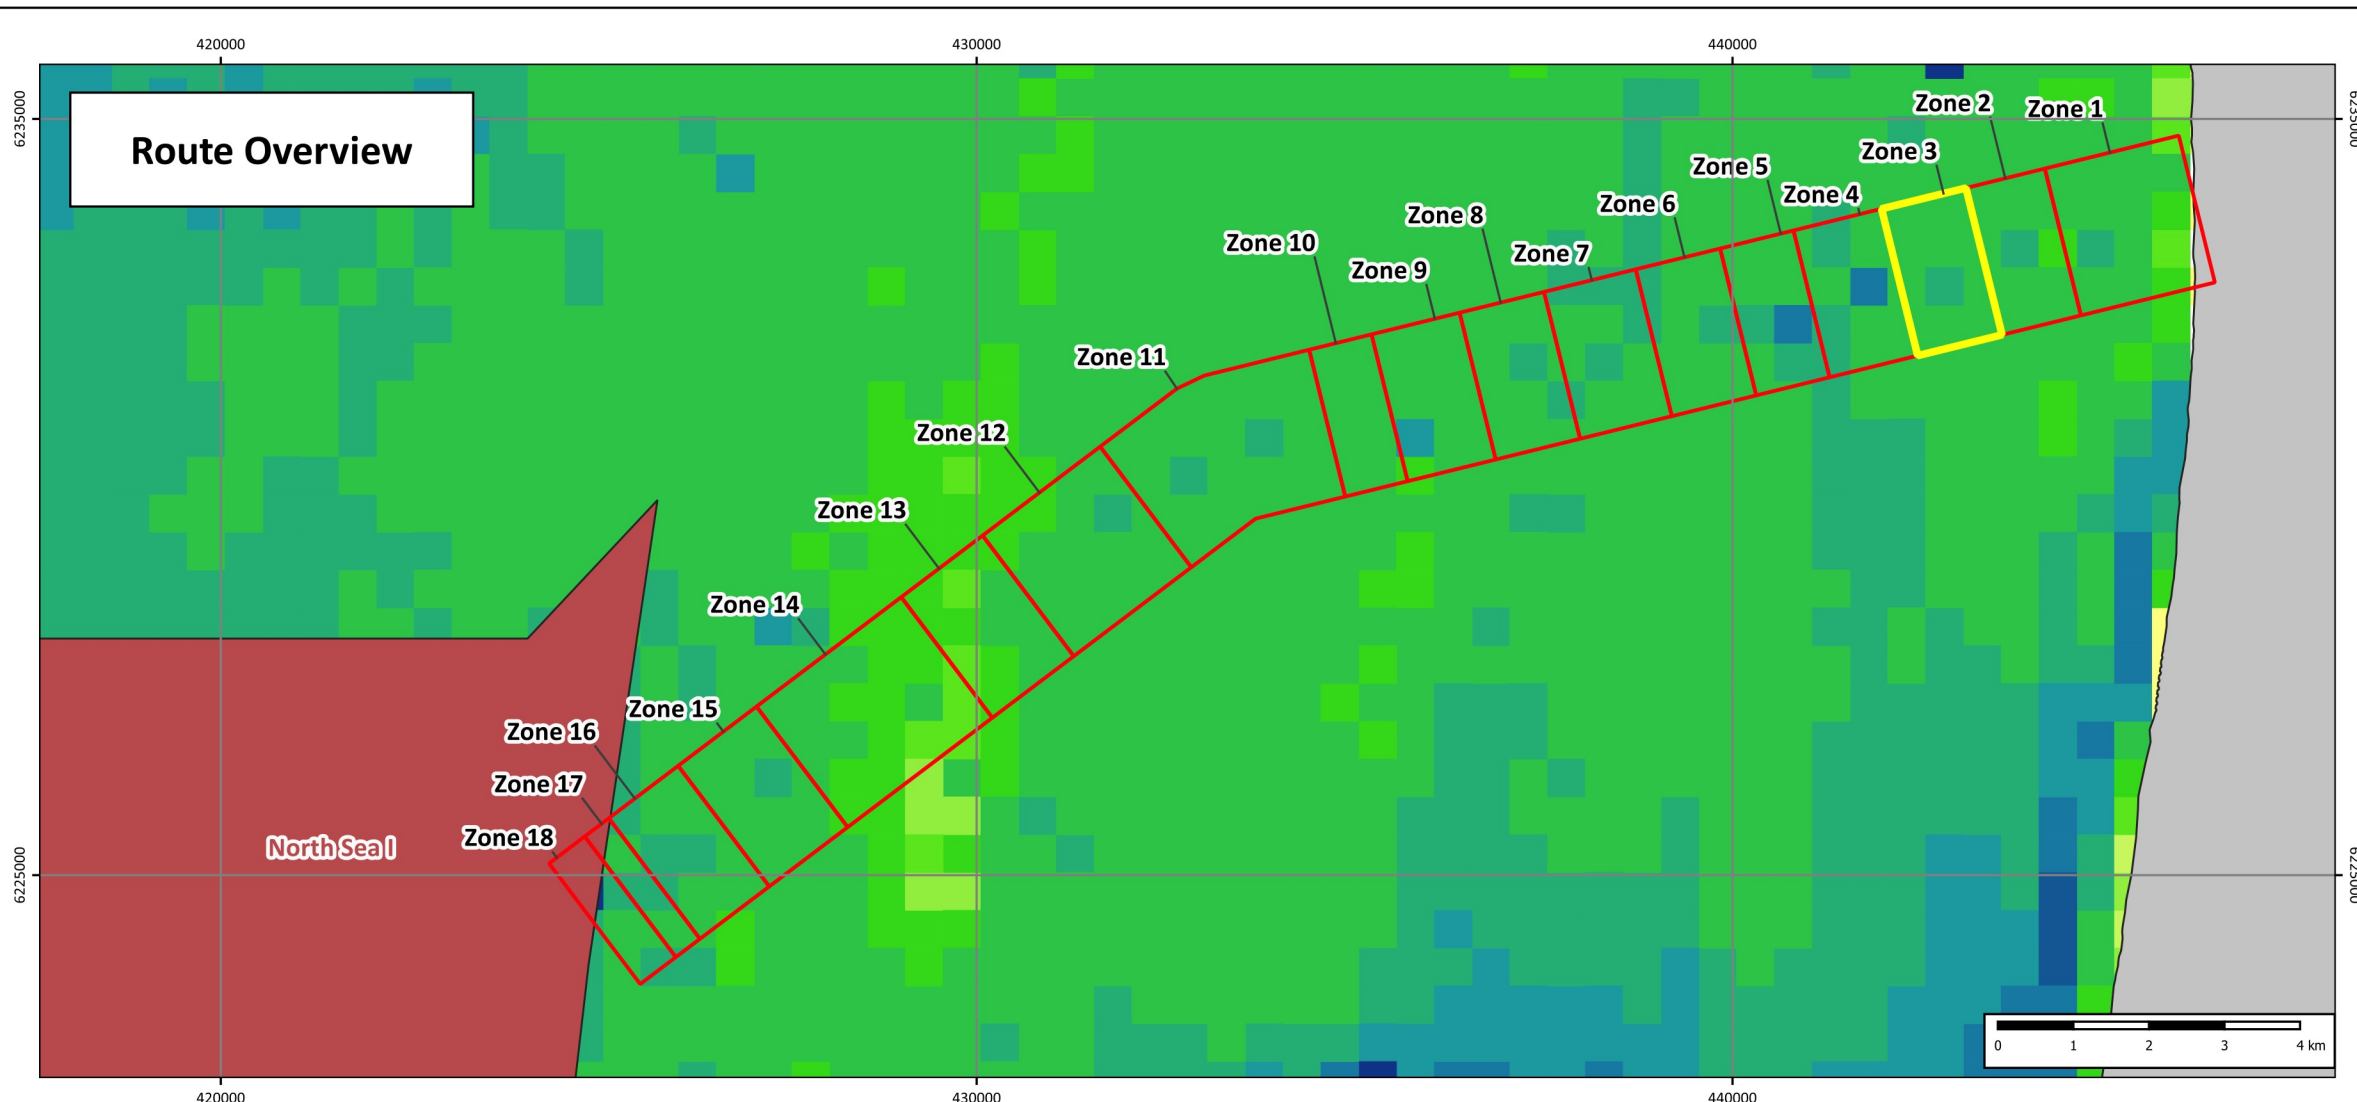 420000
430000
440000
6235000
6235000
Route Overview
Zone 2
Zone 1
Zone 3
Zone 5
Zone 4
Zone 6
Zone 8
Zone 10
Zone 7
Zone 9
Zone 11
Zone 12
Zone 13
Zone 14
Zone 15
Zone 16
Zone 17
Zone 18
North Sea I
6225000
6225000
0 1 2 3 4 km
420000
430000
440000